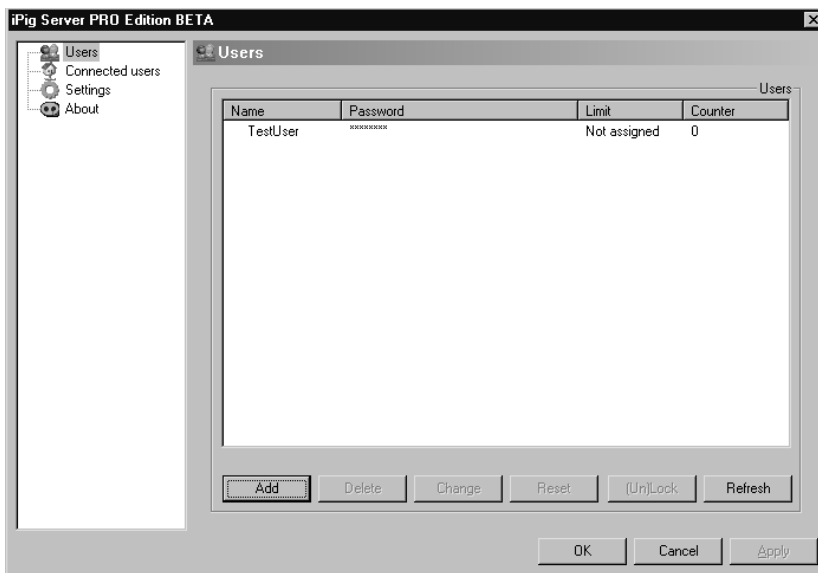 iPig Server PRO Edition BETA
Users
Connected users
Settings
About
Users
Users
Name Password Limit Counter
TestUser ******** Not assigned 0
Add Delete Change Reset (Un)Lock Refresh
OK Cancel Apply